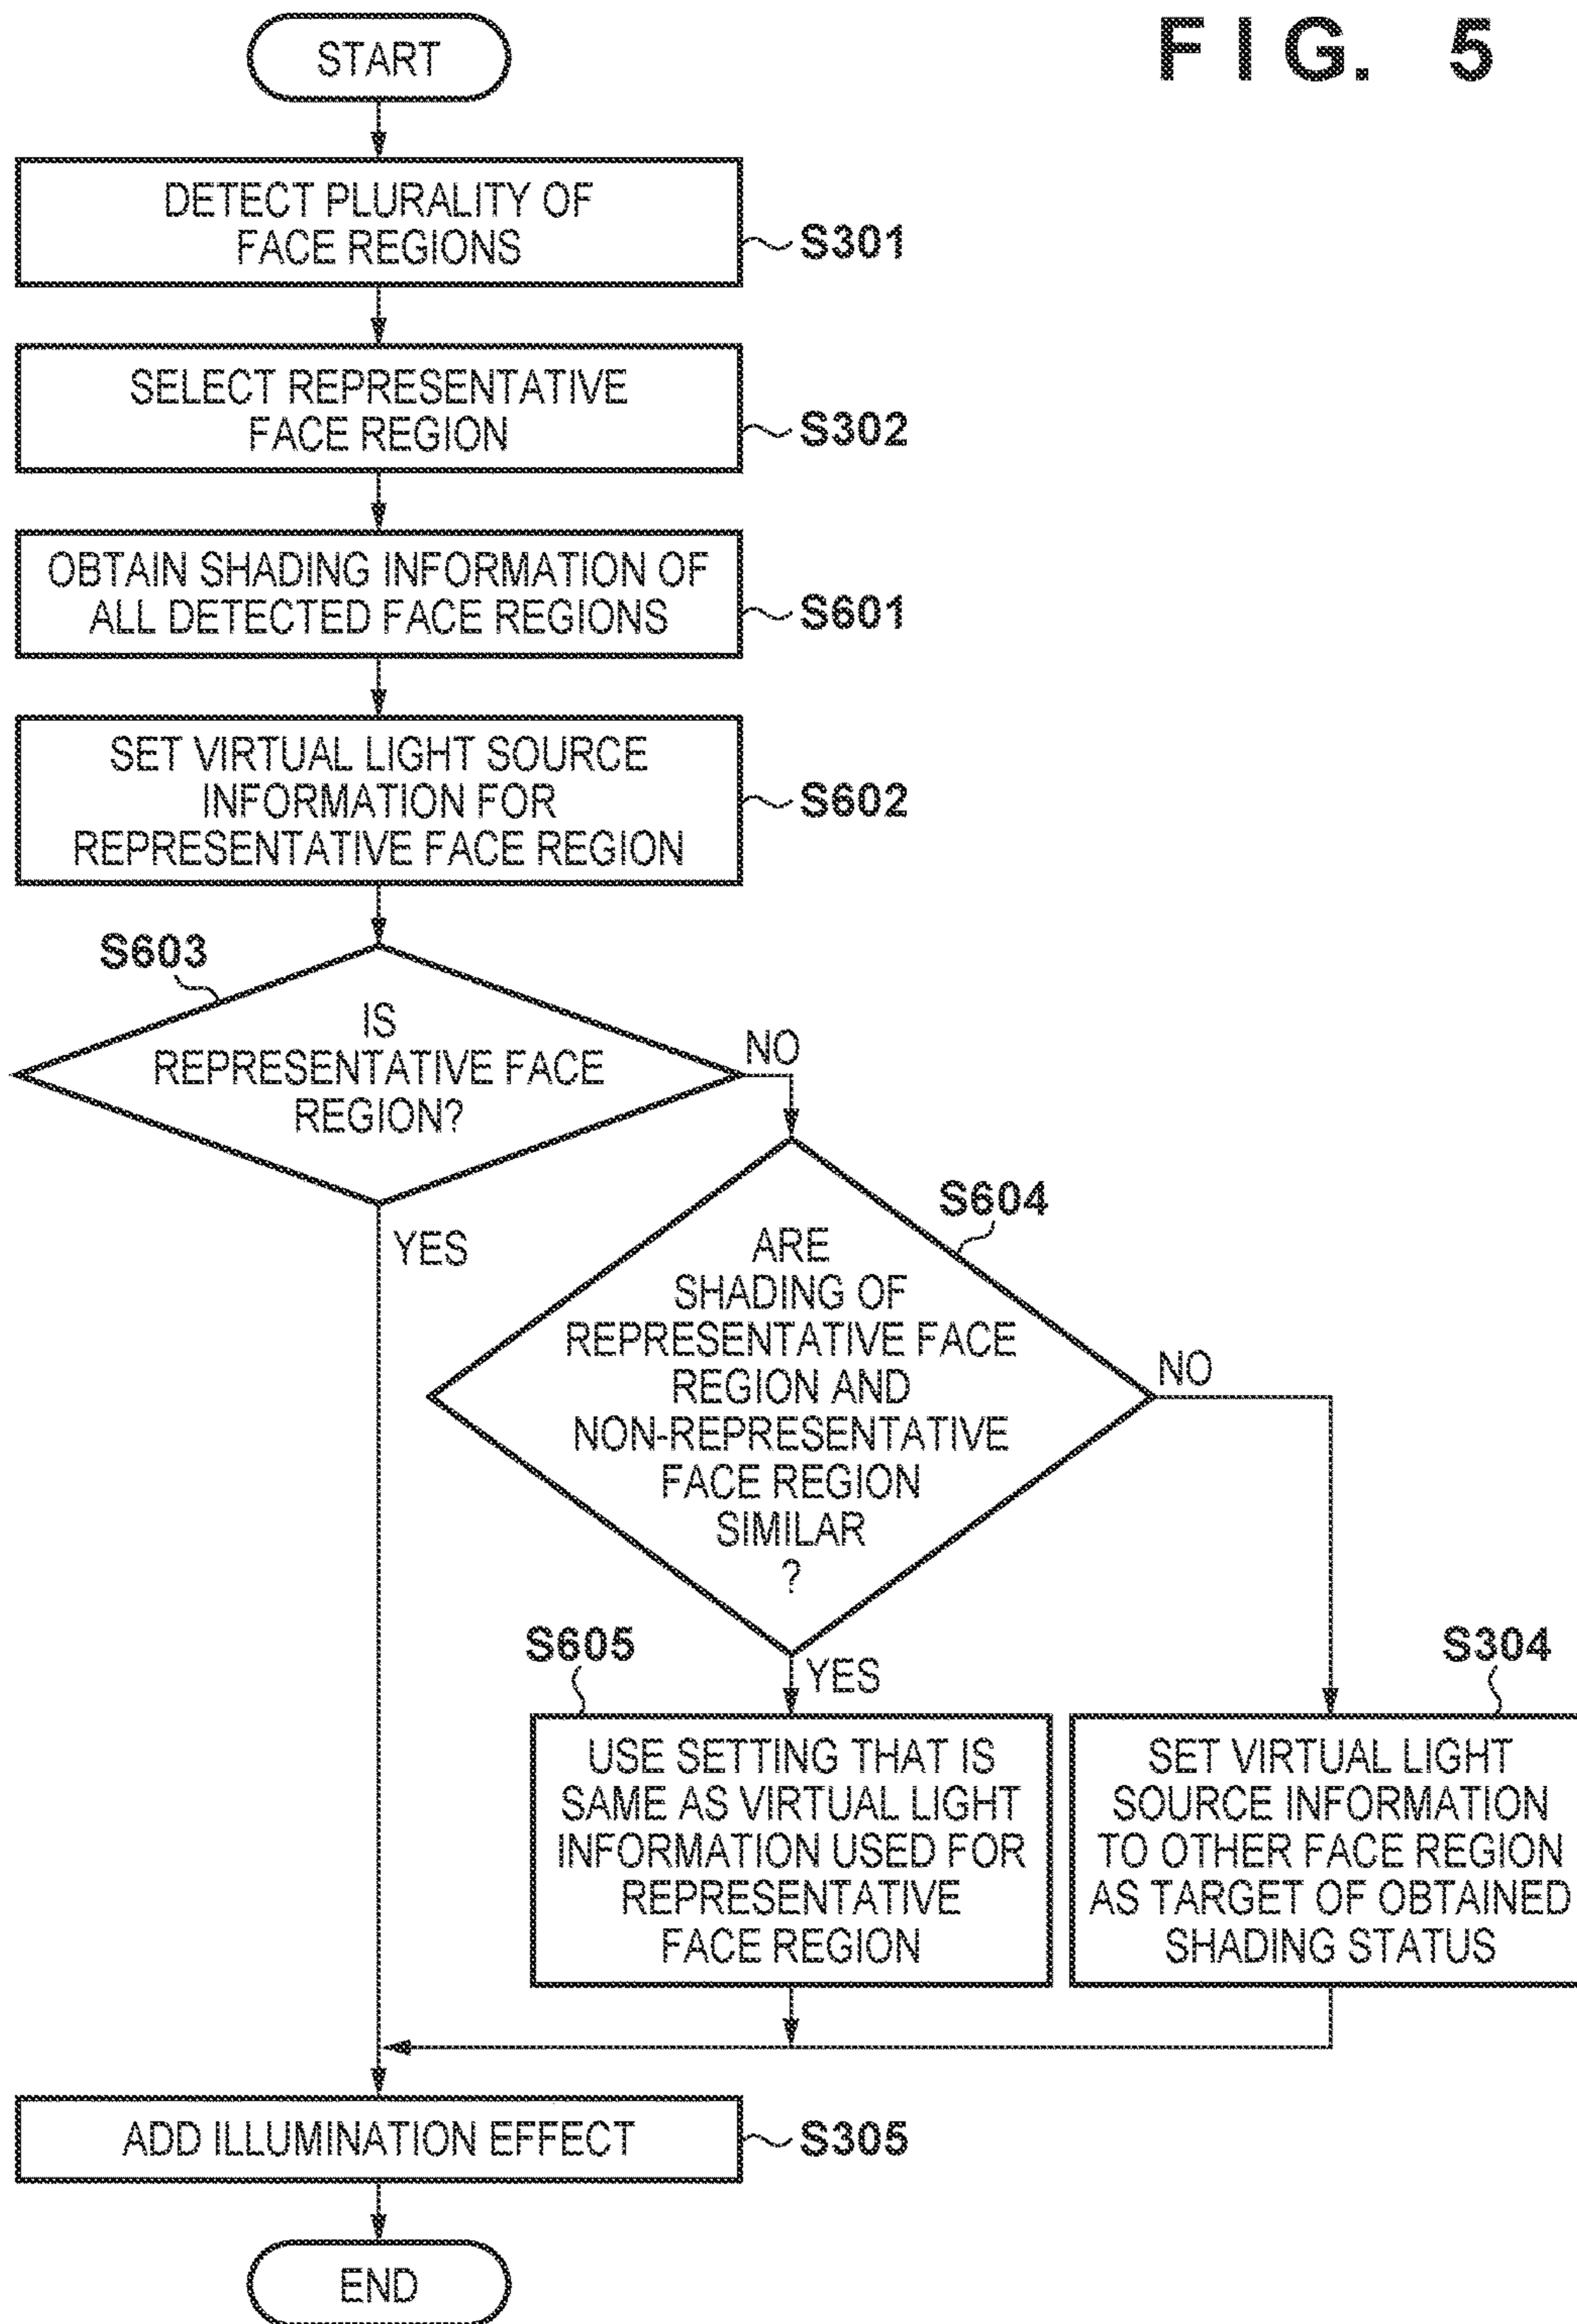 FIG. 5
START
DETECT PLURALITY OF
FACE REGIONS
S301
SELECT REPRESENTATIVE
FACE REGION
S302
OBTAIN SHADING INFORMATION OF
ALL DETECTED FACE REGIONS
S601
SET VIRTUAL LIGHT SOURCE
INFORMATION FOR
REPRESENTATIVE FACE REGION
S602
S603
IS
REPRESENTATIVE FACE
REGION?
NO
YES
S604
ARE
SHADING OF
REPRESENTATIVE FACE
REGION AND
NON-REPRESENTATIVE
FACE REGION
SIMILAR
?
NO
YES
S605
USE SETTING THAT IS
SAME AS VIRTUAL LIGHT
INFORMATION USED FOR
REPRESENTATIVE
FACE REGION
S304
SET VIRTUAL LIGHT
SOURCE INFORMATION
TO OTHER FACE REGION
AS TARGET OF OBTAINED
SHADING STATUS
ADD ILLUMINATION EFFECT
S305
END